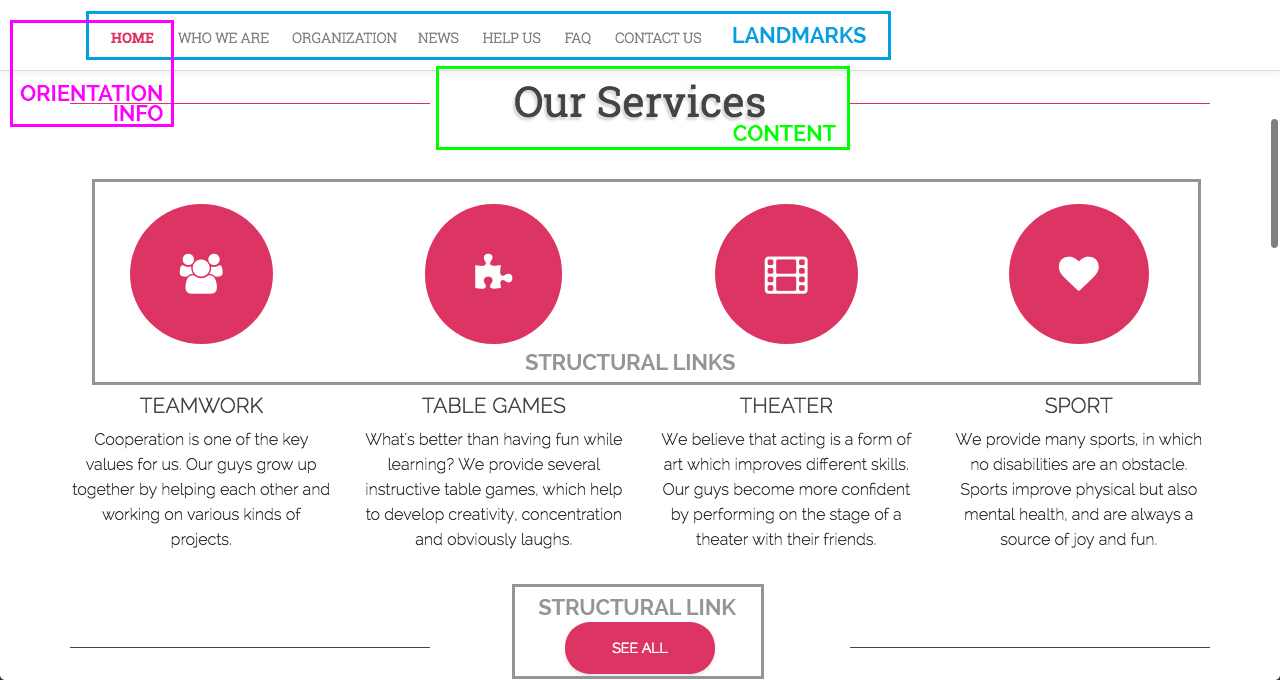 HOME WHO WE ARE ORGANIZATION NEWS HELP US FAQ CONTACT US LANDMARKS
ORIENTATION
INFO
Our Services
CONTENT
STRUCTURAL LINKS
TEAMWORK
Cooperation is one of the key
values for us. Our guys grow up
together by helping each other and
working on various kinds of
projects.
TABLE GAMES
What's better than having fun while
learning? We provide several
instructive table games, which help
to develop creativity, concentration
and obviously laughs.
THEATER
We believe that acting is a form of
art which improves different skills.
Our guys become more confident
by performing on the stage of a
theater with their friends.
SPORT
We provide many sports, in which
no disabilities are an obstacle.
Sports improve physical but also
mental health, and are always a
source of joy and fun.
STRUCTURAL LINK
SEE ALL